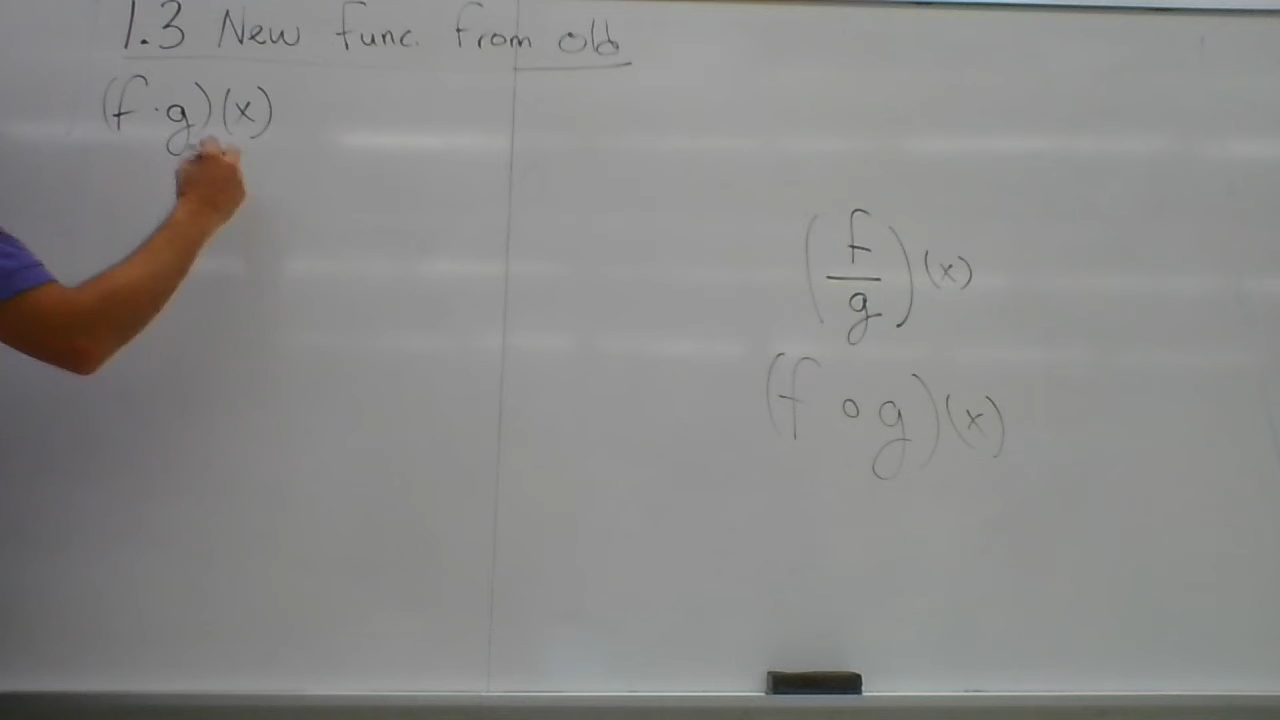 1.3 New func. from old
(f · g)(x)
(f/g)(x)
(f ∘ g)(x)